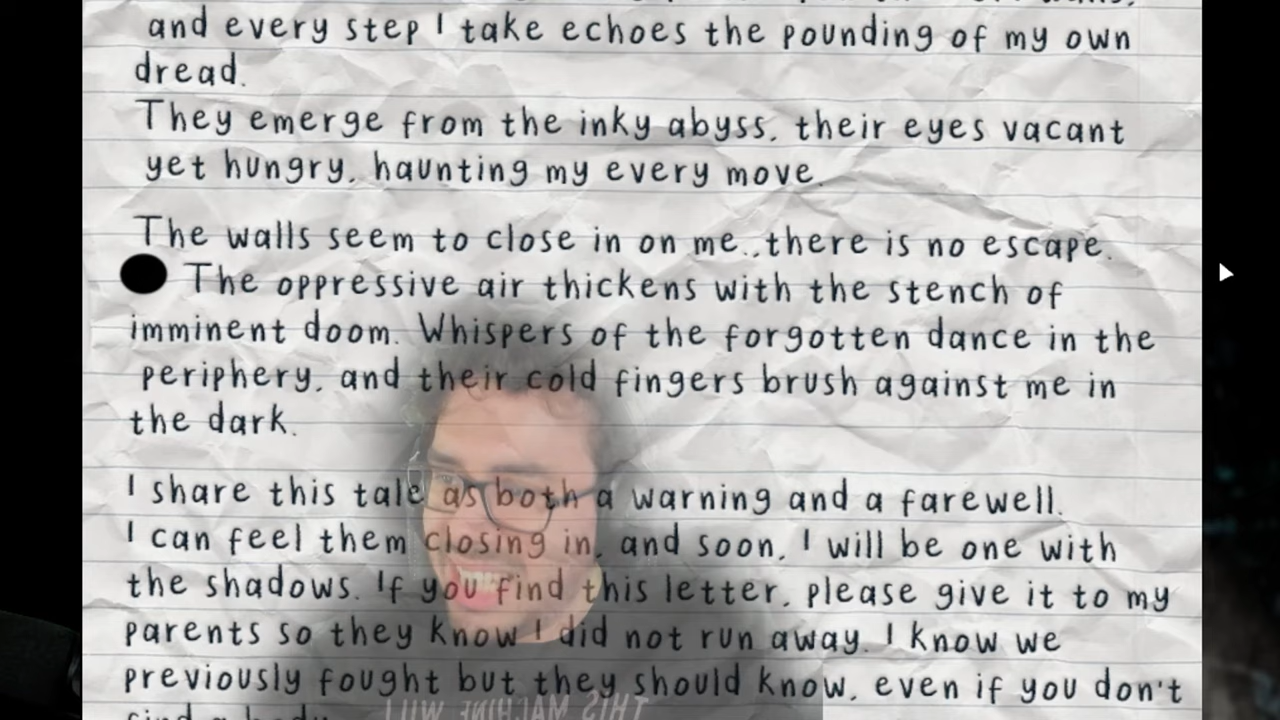 and every step I take echoes the pounding of my own
dread.
They emerge from the inky abyss, their eyes vacant
yet hungry, haunting my every move.
The walls seem to close in on me..there is no escape.
The oppressive air thickens with the stench of
imminent doom. Whispers of the forgotten dance in the
periphery, and their cold fingers brush against me in
the dark.
I share this tale as both a warning and a farewell.
I can feel them closing in, and soon, I will be one with
the shadows. If you find this letter, please give it to my
parents so they know I did not run away. I know we
previously fought but they should know, even if you don't
find a body
THIS MACHINE WILL